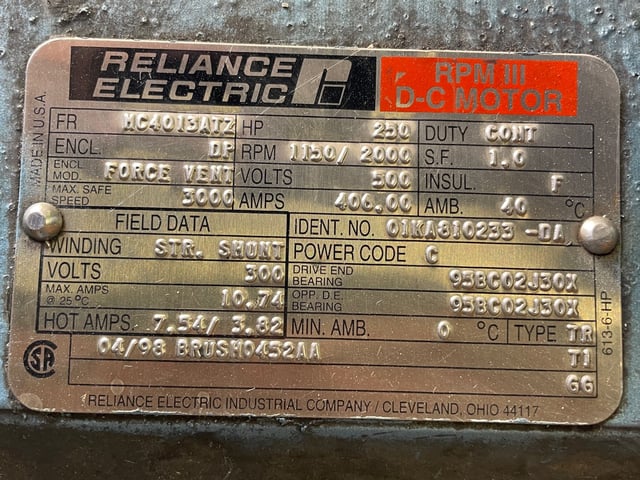 RELIANCE ELECTRIC
RPM III
D-C MOTOR
MADE IN U.S.A.
FR MC4013ATZ HP 250 DUTY CONT
ENCL. DP RPM 1150/ 2000 S.F. 1.0
ENCL. MOD. FORCE VENT VOLTS 500 INSUL. F
MAX. SAFE SPEED 3000 AMPS 406.00 AMB. 40 °C
FIELD DATA IDENT. NO. 01KA810233 -DA
WINDING STR. SHUNT POWER CODE C
VOLTS 300 DRIVE END BEARING 95BC02J30X
MAX. AMPS @ 25°C 10.74 OPP. D.E. BEARING 95BC02J30X
HOT AMPS 7.54/ 3.82 MIN. AMB. 0 °C TYPE TR
04/98 BRUSH0452AA T1
GG
613-6-HP
RELIANCE ELECTRIC INDUSTRIAL COMPANY / CLEVELAND, OHIO 44117